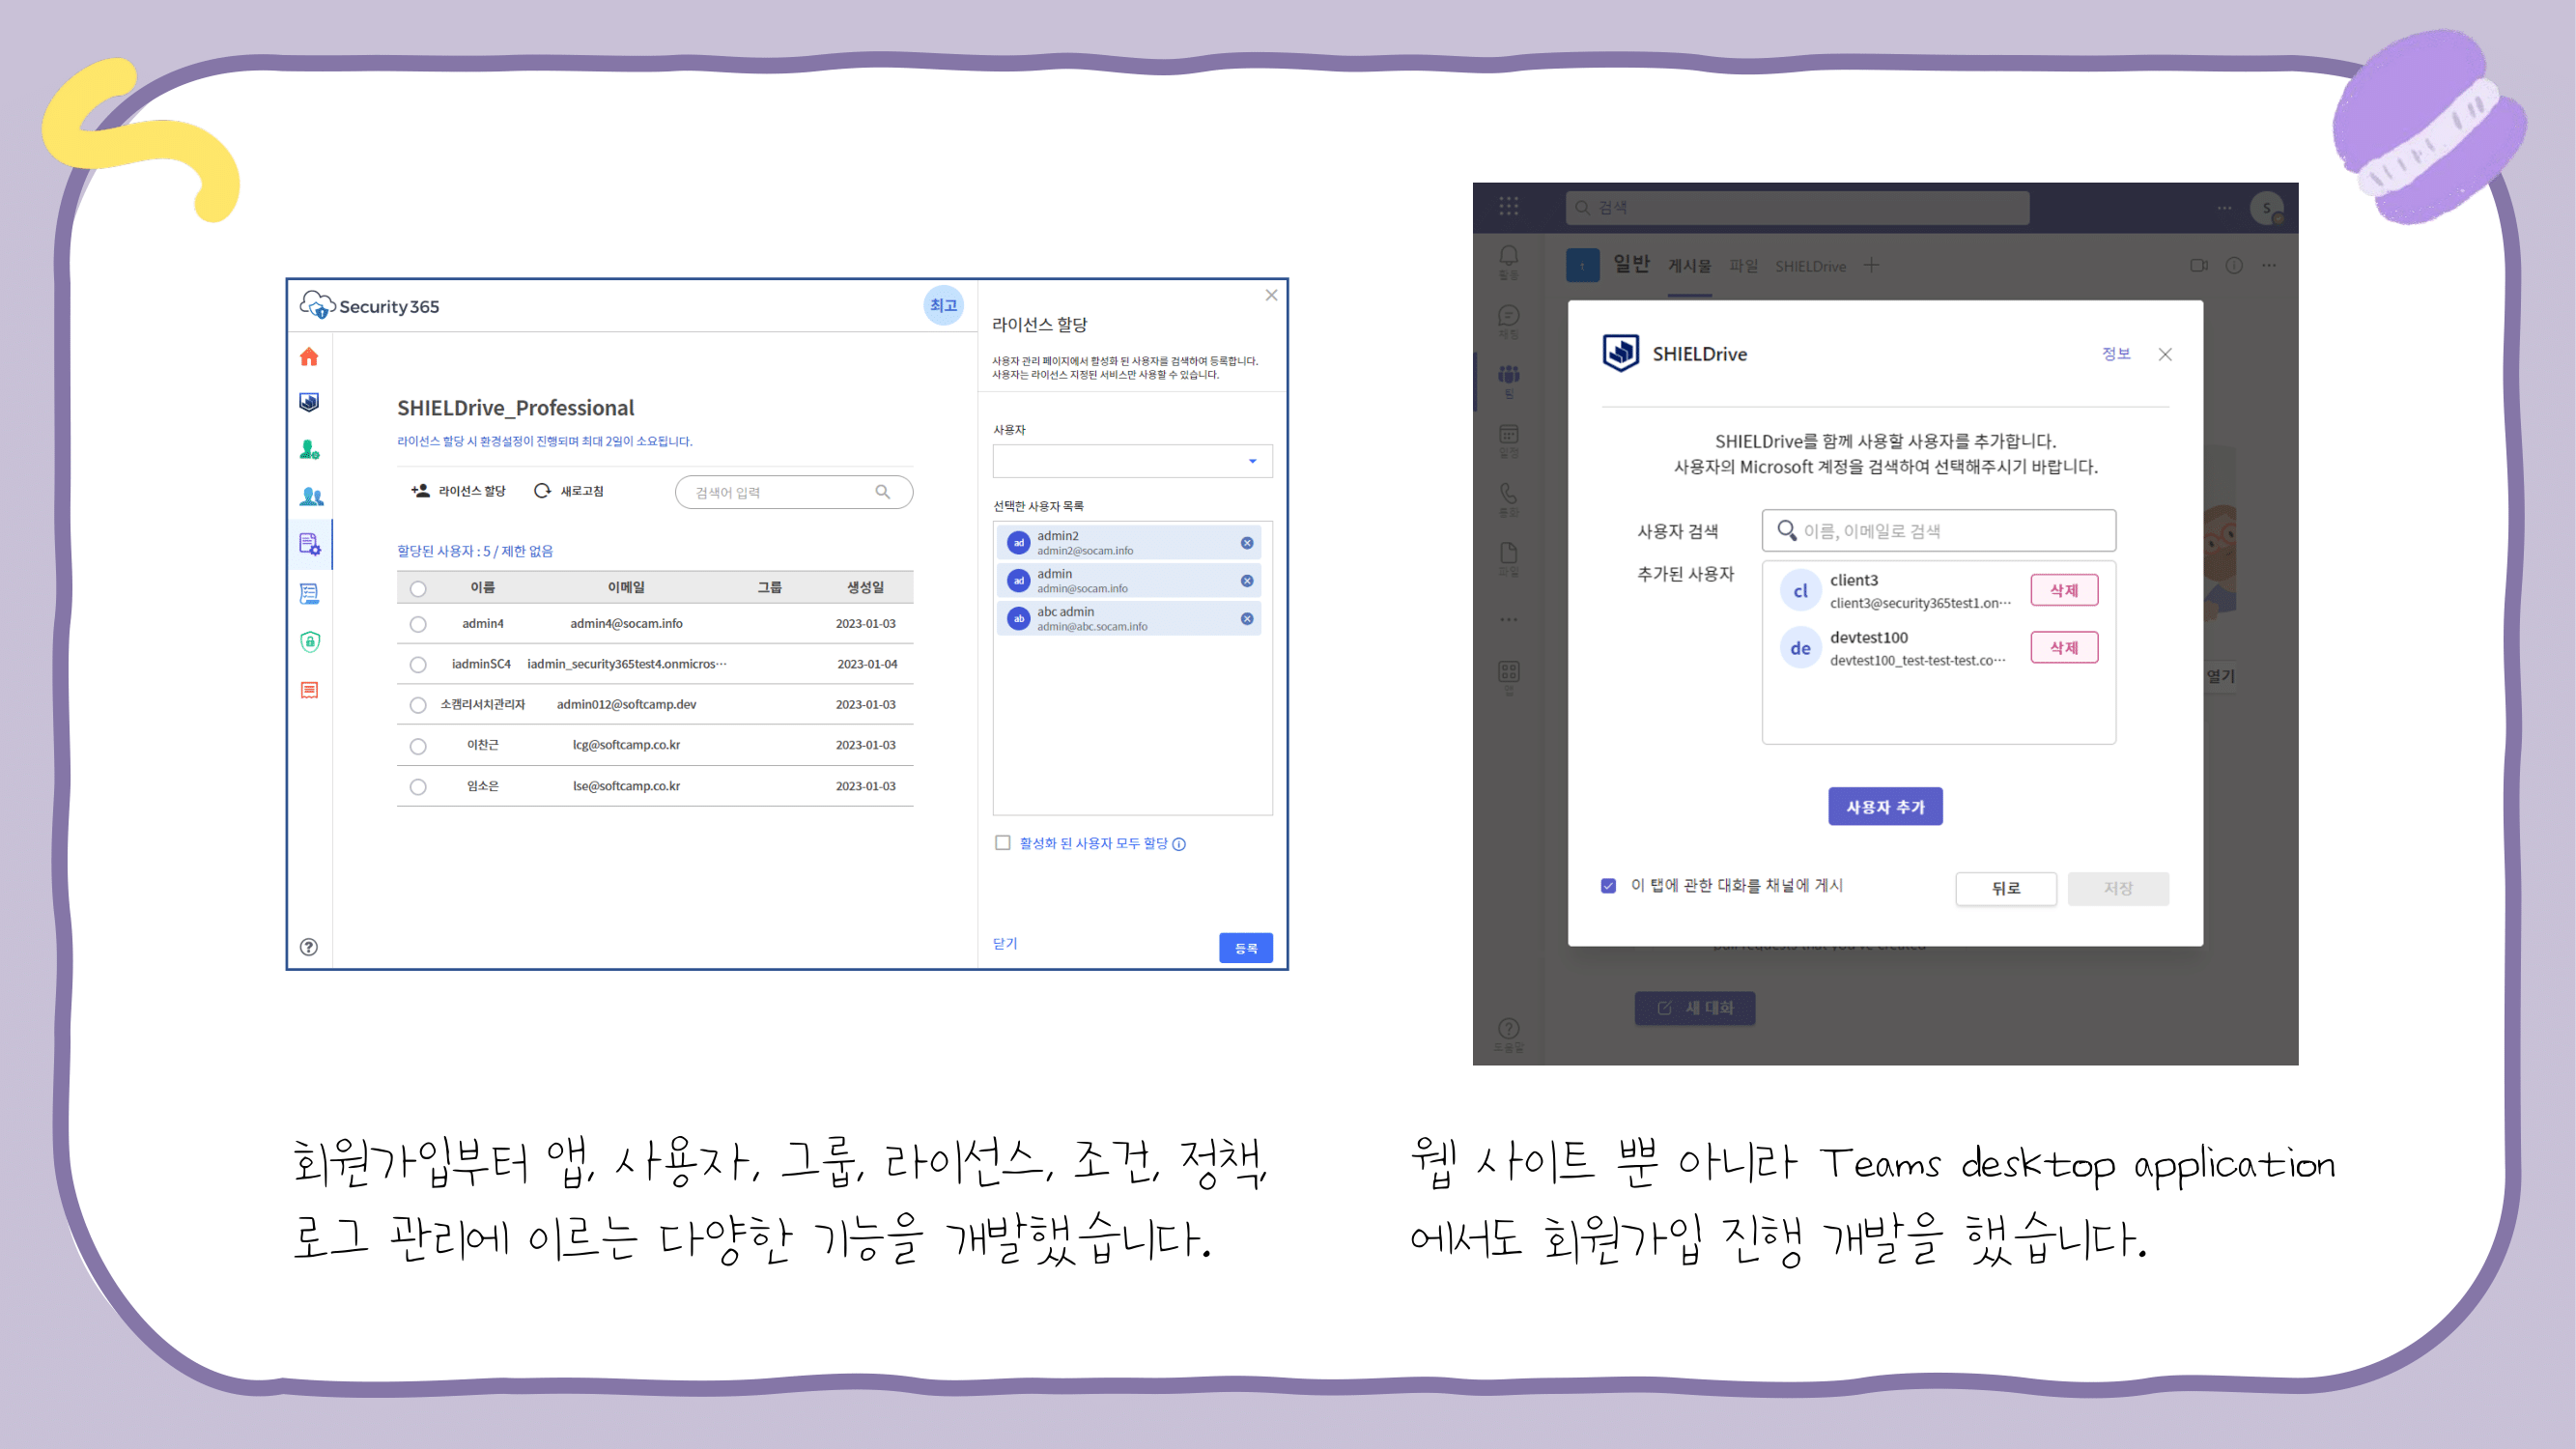 Security365
최고
SHIELDrive_Professional
라이선스 할당 시 환경설정이 진행되며 최대 2일이 소요됩니다.
라이선스 할당
새로고침
검색어 입력
할당된 사용자 : 5 / 제한 없음
이름 이메일 그룹 생성일
admin4 admin4@socam.info 2023-01-03
iadminSC4 iadmin_security365test4.onmicros··· 2023-01-04
소캠리서치관리자 admin012@softcamp.dev 2023-01-03
이찬근 lcg@softcamp.co.kr 2023-01-03
임소은 lse@softcamp.co.kr 2023-01-03
라이선스 할당
사용자 관리 페이지에서 활성화 된 사용자를 검색하여 등록합니다.
사용자는 라이선스 지정된 서비스만 사용할 수 있습니다.
사용자
선택한 사용자 목록
ad admin2
admin2@socam.info
ad admin
admin@socam.info
ab abc admin
admin@abc.socam.info
활성화 된 사용자 모두 할당
닫기
등록
검색
S
활동
채팅
팀
일정
통화
파일
앱
도움말
t 일반 게시물 파일 SHIELDrive
SHIELDrive
정보
SHIELDrive를 함께 사용할 사용자를 추가합니다.
사용자의 Microsoft 계정을 검색하여 선택해주시기 바랍니다.
사용자 검색
이름, 이메일로 검색
추가된 사용자
cl client3
client3@security365test1.on···
삭제
de devtest100
devtest100_test-test-test.co···
삭제
사용자 추가
이 탭에 관한 대화를 채널에 게시
뒤로
저장
열기
새 대화
회원가입부터 앱, 사용자, 그룹, 라이선스, 조건, 정책,
로그 관리에 이르는 다양한 기능을 개발했습니다.
웹 사이트 뿐 아니라 Teams desktop application
에서도 회원가입 진행 개발을 했습니다.